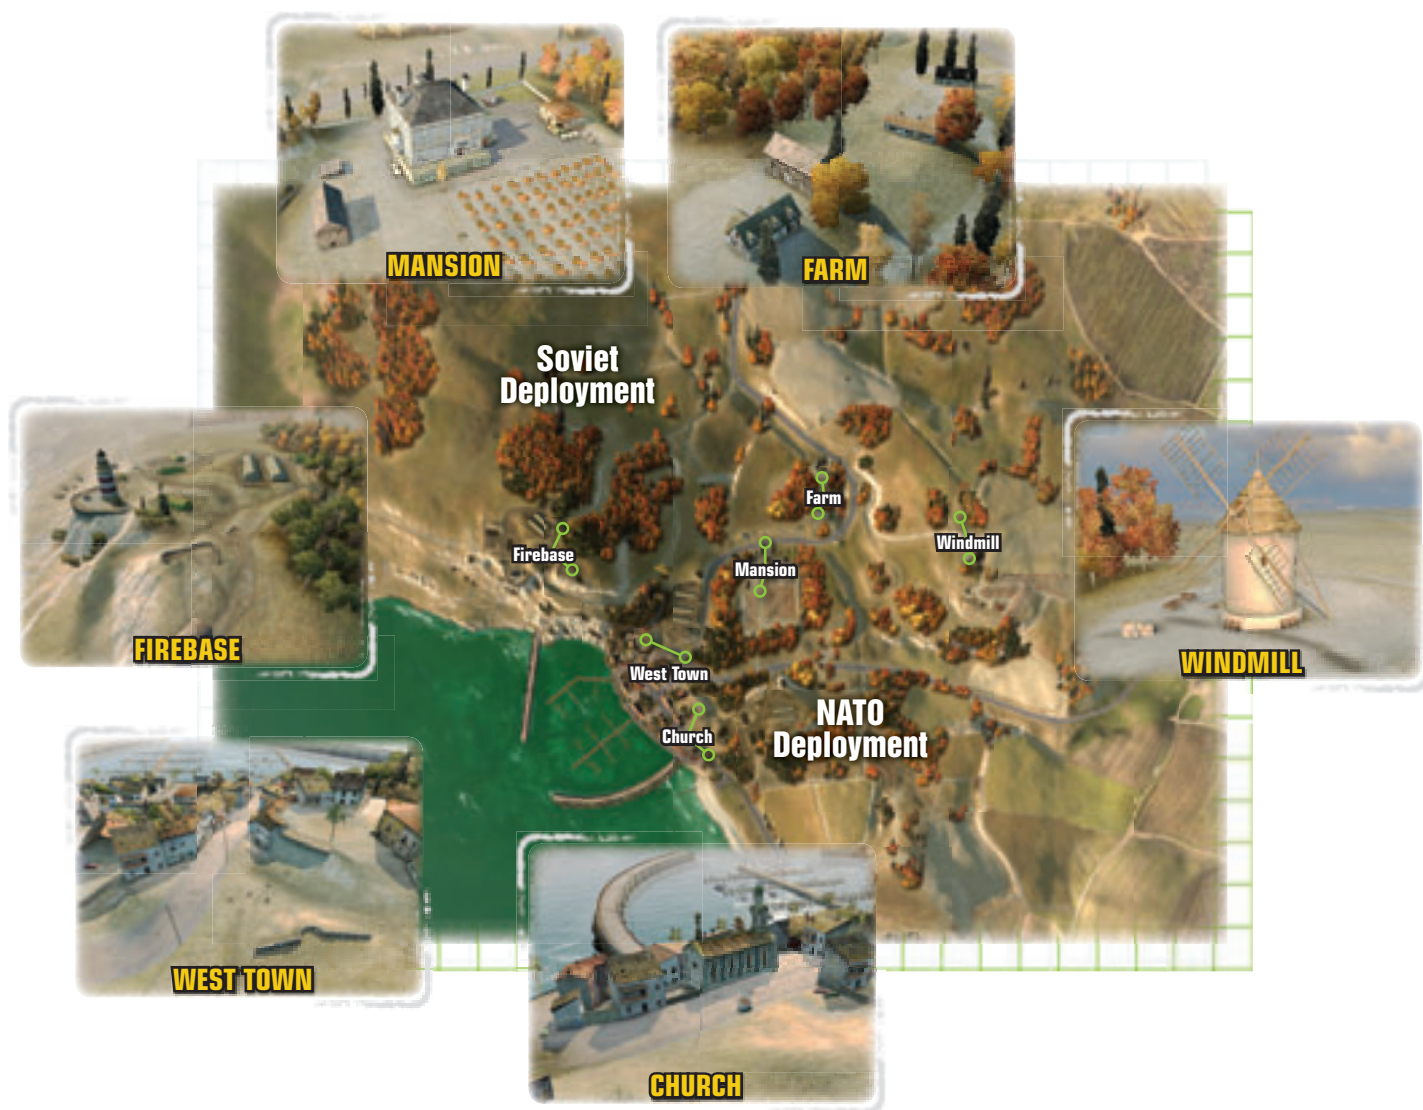 MANSION
FARM
Soviet
Deployment
Farm
Firebase
Windmill
Mansion
FIREBASE
WINDMILL
West Town
NATO
Deployment
Church
WEST TOWN
CHURCH